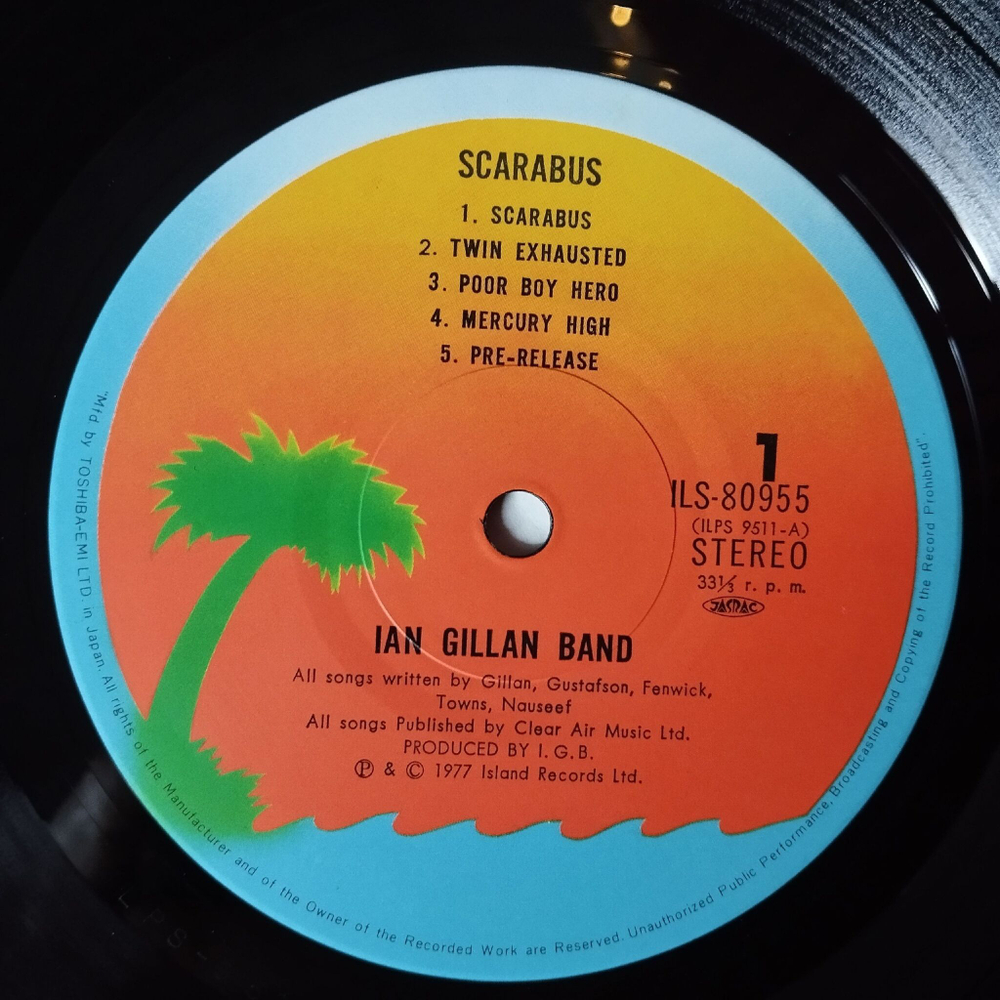 SCARABUS
1. SCARABUS
2. TWIN EXHAUSTED
3. POOR BOY HERO
4. MERCURY HIGH
5. PRE-RELEASE
1
ILS-80955
(ILPS 9511-A)
STEREO
33⅓ r. p. m.
JASRAC
IAN GILLAN BAND
All songs written by Gillan, Gustafson, Fenwick,
Towns, Nauseef
All songs Published by Clear Air Music Ltd.
PRODUCED BY I. G. B.
Ⓟ & © 1977 Island Records Ltd.
"Mfd by TOSHIBA-EMI LTD. in Japan. All rights of the Manufacturer and of the Owner of the Recorded Work are Reserved. Unauthorized Public Performance, Broadcasting and Copying of the Record Prohibited".